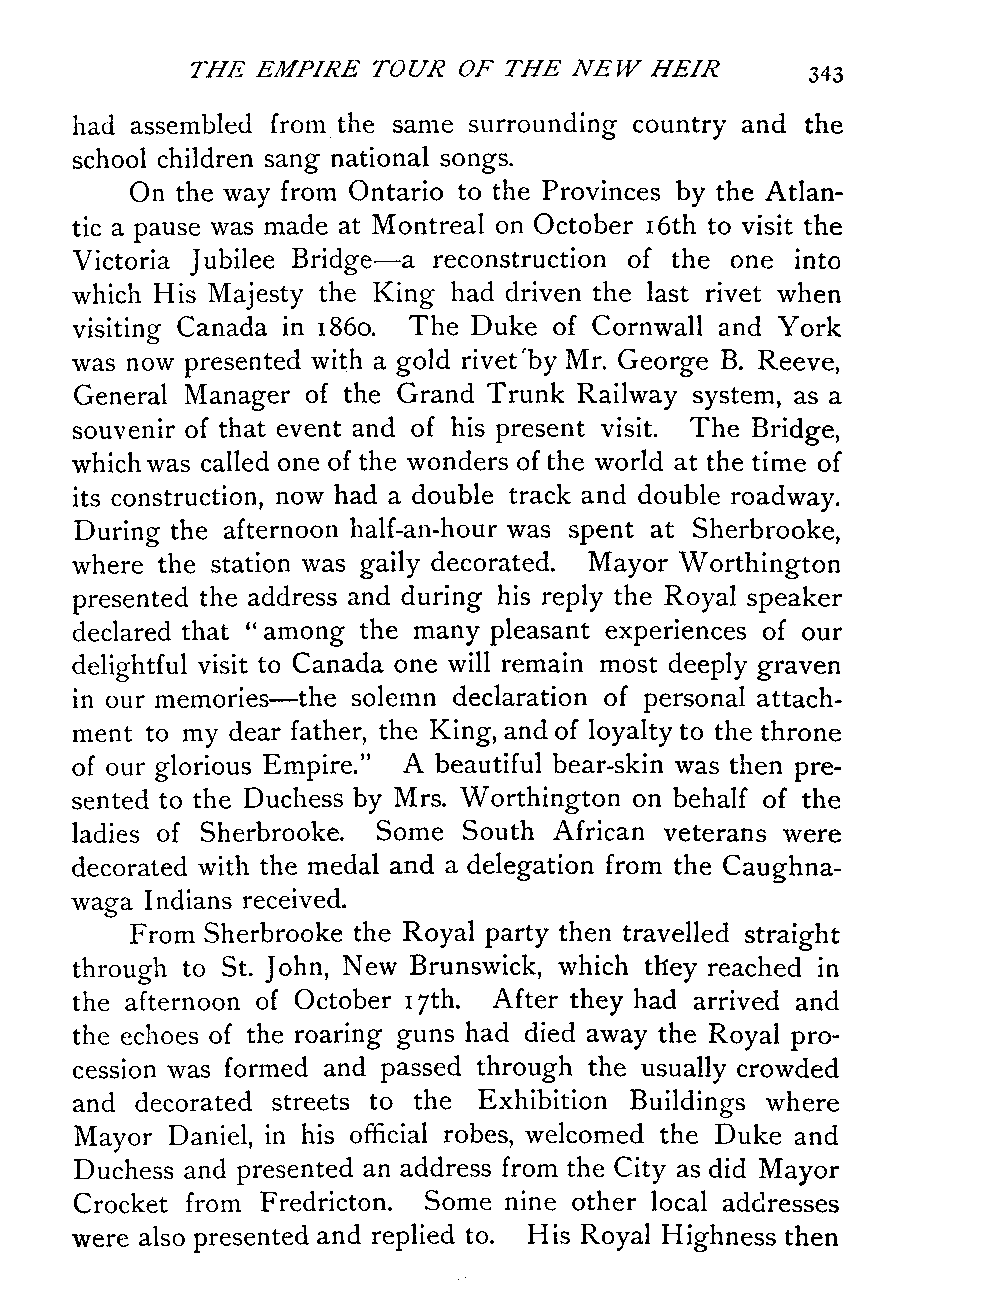 THE EMPIRE TOUR OF THE NEW HEIR 343
had assembled from the same surrounding country and the
school children sang national songs.
On the way from Ontario to the Provinces by the Atlan-
tic a pause was made at Montreal on October 16th to visit the
Victoria Jubilee Bridge—a reconstruction of the one into
which His Majesty the King had driven the last rivet when
visiting Canada in 1860. The Duke of Cornwall and York
was now presented with a gold rivet by Mr. George B. Reeve,
General Manager of the Grand Trunk Railway system, as a
souvenir of that event and of his present visit. The Bridge,
which was called one of the wonders of the world at the time of
its construction, now had a double track and double roadway.
During the afternoon half-an-hour was spent at Sherbrooke,
where the station was gaily decorated. Mayor Worthington
presented the address and during his reply the Royal speaker
declared that “among the many pleasant experiences of our
delightful visit to Canada one will remain most deeply graven
in our memories—the solemn declaration of personal attach-
ment to my dear father, the King, and of loyalty to the throne
of our glorious Empire.” A beautiful bear-skin was then pre-
sented to the Duchess by Mrs. Worthington on behalf of the
ladies of Sherbrooke. Some South African veterans were
decorated with the medal and a delegation from the Caughna-
waga Indians received.
From Sherbrooke the Royal party then travelled straight
through to St. John, New Brunswick, which they reached in
the afternoon of October 17th. After they had arrived and
the echoes of the roaring guns had died away the Royal pro-
cession was formed and passed through the usually crowded
and decorated streets to the Exhibition Buildings where
Mayor Daniel, in his official robes, welcomed the Duke and
Duchess and presented an address from the City as did Mayor
Crocket from Fredricton. Some nine other local addresses
were also presented and replied to. His Royal Highness then